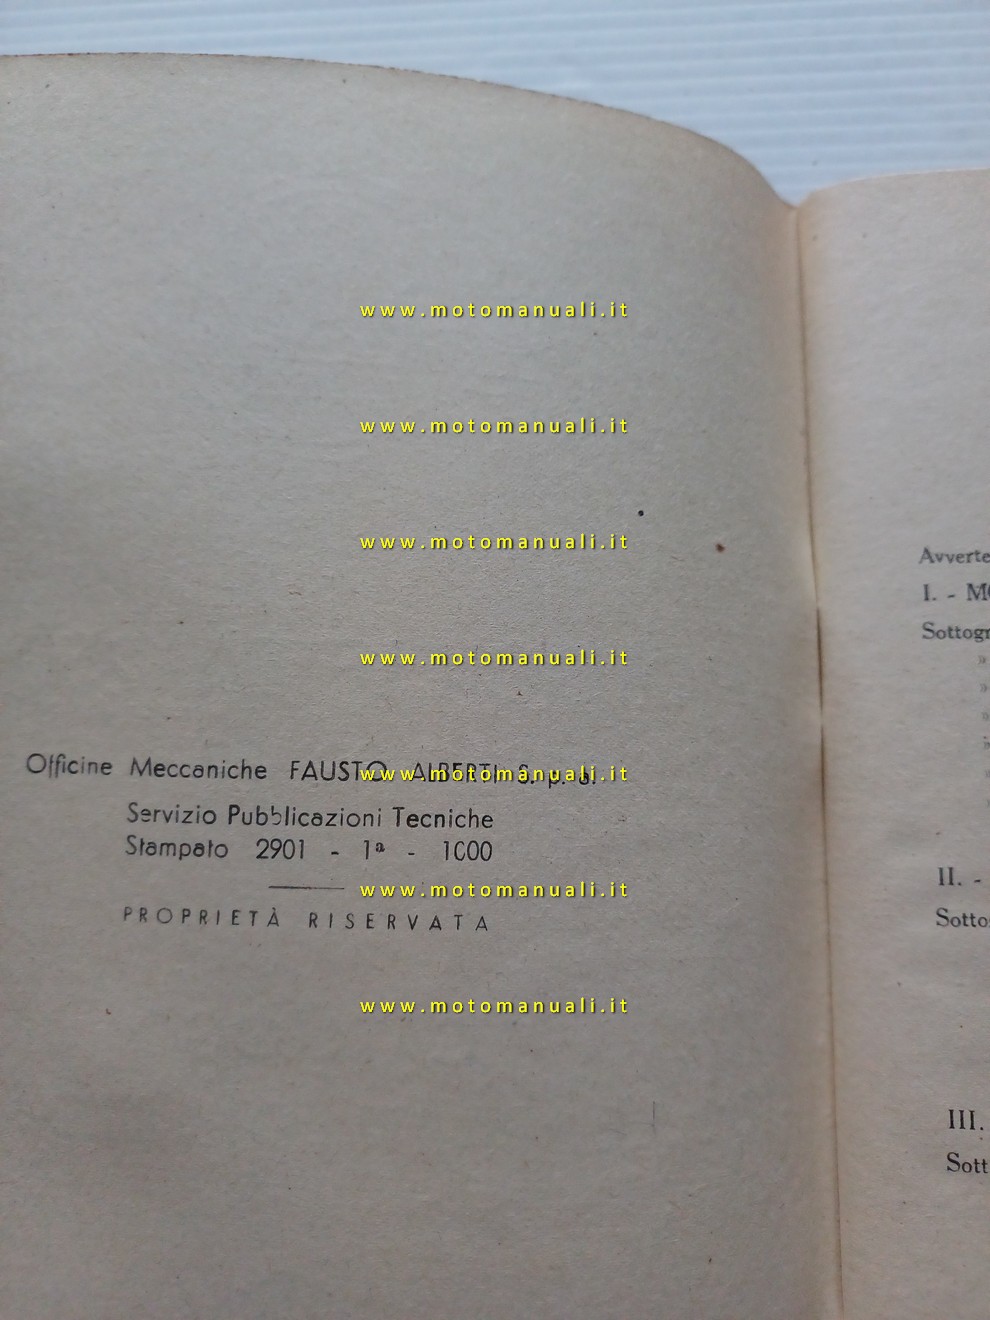 www.motomanuali.it
www.motomanuali.it
www.motomanuali.it
www.motomanuali.it
www.motomanuali.it
Officine Meccaniche FAUSTO ALBERTI S. p. a.
Servizio Pubblicazioni Tecniche
Stampato 2901 - 1ª - 1000
www.motomanuali.it
PROPRIETÀ RISERVATA
www.motomanuali.it
Avverte
I. - MO
Sottogr
»
»
»
»
»
»
II. -
Sotto
III.
Sott